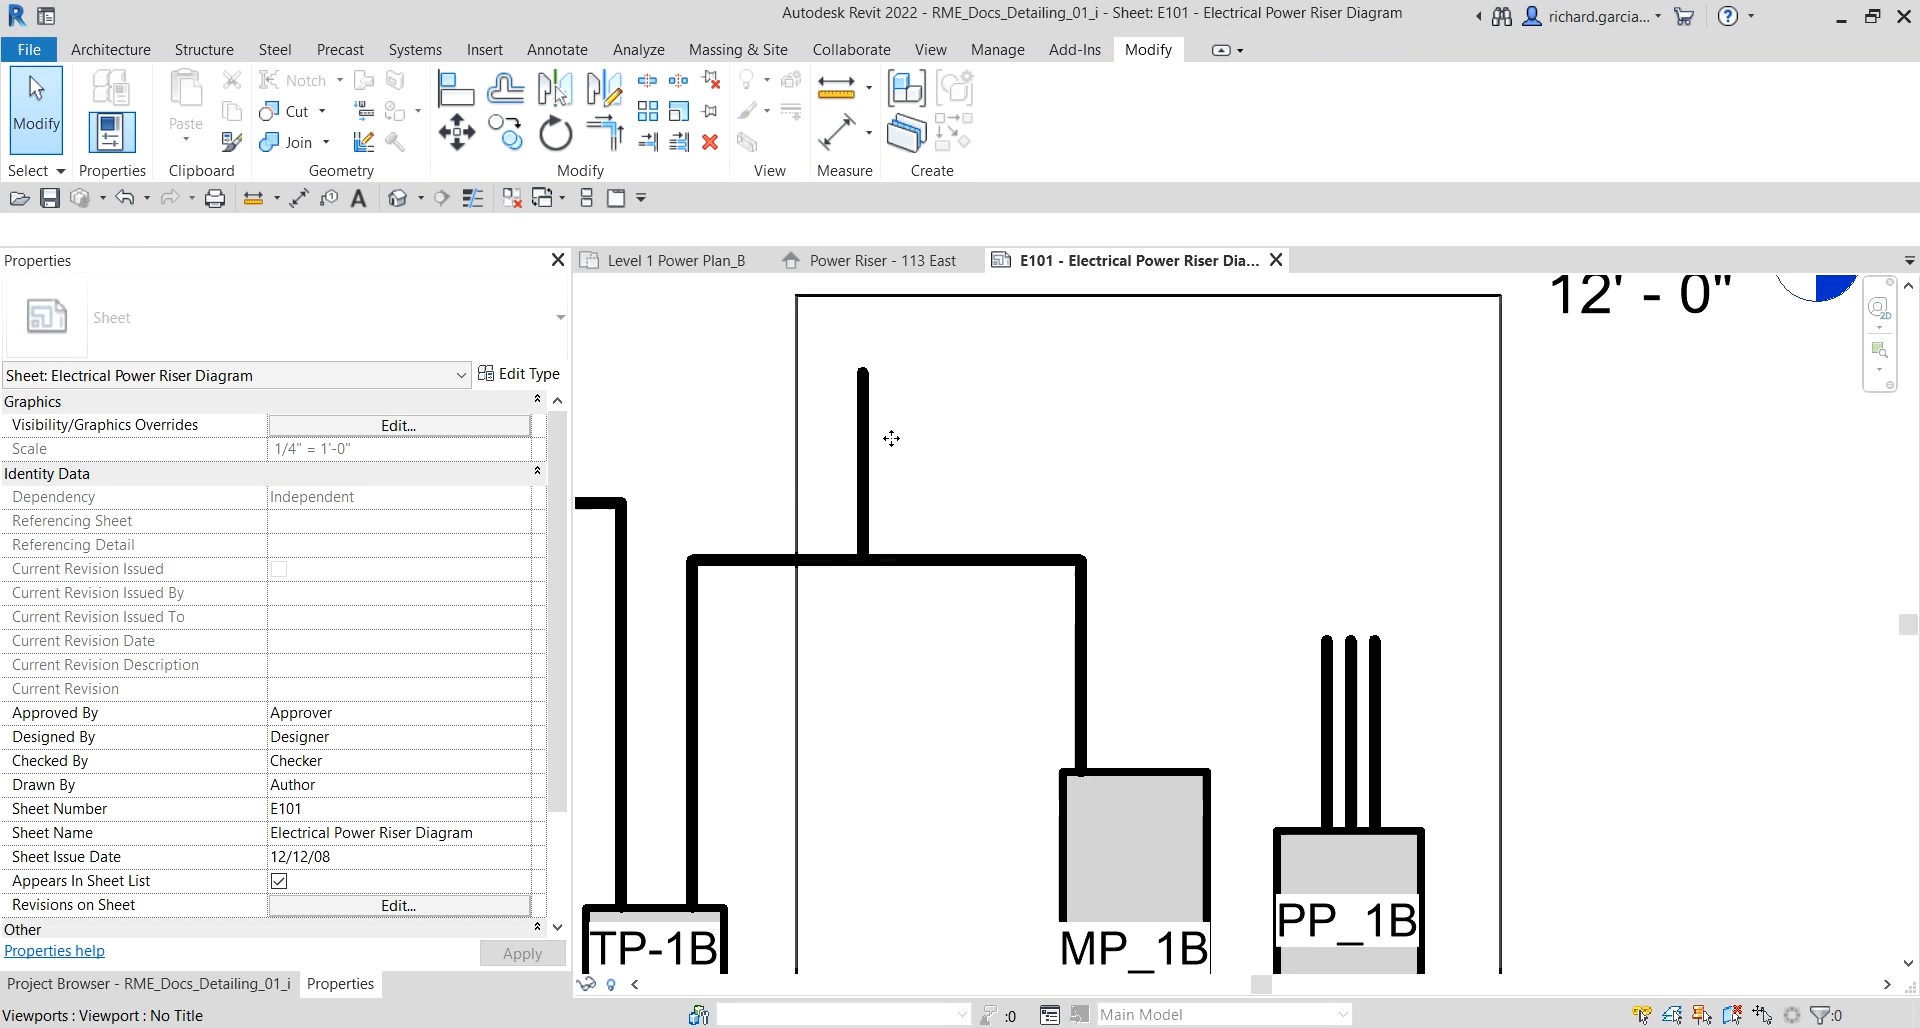 Autodesk Revit 2022 - RME_Docs_Detailing_01_i - Sheet: E101 - Electrical Power Riser Diagram
richard.garcia...
File Architecture Structure Steel Precast Systems Insert Annotate Analyze Massing & Site Collaborate View Manage Add-Ins Modify
Modify
Paste
Notch
Cut
Join
Select Properties Clipboard Geometry Modify View Measure Create
Properties
Level 1 Power Plan_B
Power Riser - 113 East
E101 - Electrical Power Riser Dia...
Sheet
Sheet: Electrical Power Riser Diagram
Edit Type
Graphics
Visibility/Graphics Overrides Edit...
Scale 1/4" = 1'-0"
Identity Data
Dependency Independent
Referencing Sheet
Referencing Detail
Current Revision Issued
Current Revision Issued By
Current Revision Issued To
Current Revision Date
Current Revision Description
Current Revision
Approved By Approver
Designed By Designer
Checked By Checker
Drawn By Author
Sheet Number E101
Sheet Name Electrical Power Riser Diagram
Sheet Issue Date 12/12/08
Appears In Sheet List
Revisions on Sheet Edit...
Other
Properties help
Apply
Project Browser - RME_Docs_Detailing_01_i Properties
12' - 0"
2D
TP-1B
MP_1B
PP_1B
Viewports : Viewport : No Title
:0
Main Model
:0